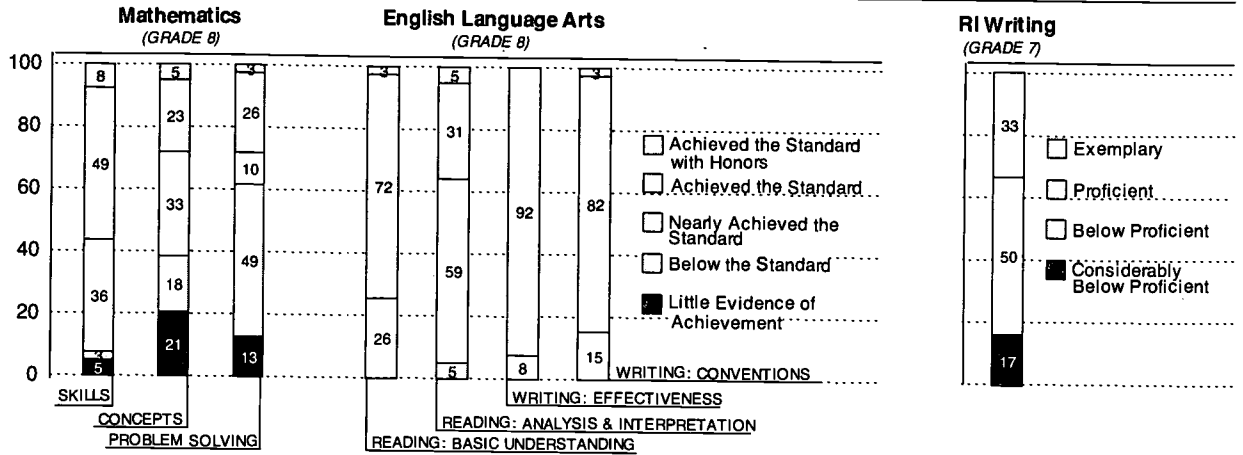 Mathematics
(GRADE 8)
English Language Arts
(GRADE 8)
RI Writing
(GRADE 7)
100
80
60
40
20
0
8
49
36
3
5
5
23
33
18
21
3
26
10
49
13
3
72
26
5
31
59
5
92
8
3
82
15
Achieved the Standard
with Honors
Achieved the Standard
Nearly Achieved the
Standard
Below the Standard
Little Evidence of
Achievement
33
50
17
Exemplary
Proficient
Below Proficient
Considerably
Below Proficient
SKILLS
CONCEPTS
PROBLEM SOLVING
WRITING: CONVENTIONS
WRITING: EFFECTIVENESS
READING: ANALYSIS & INTERPRETATION
READING: BASIC UNDERSTANDING